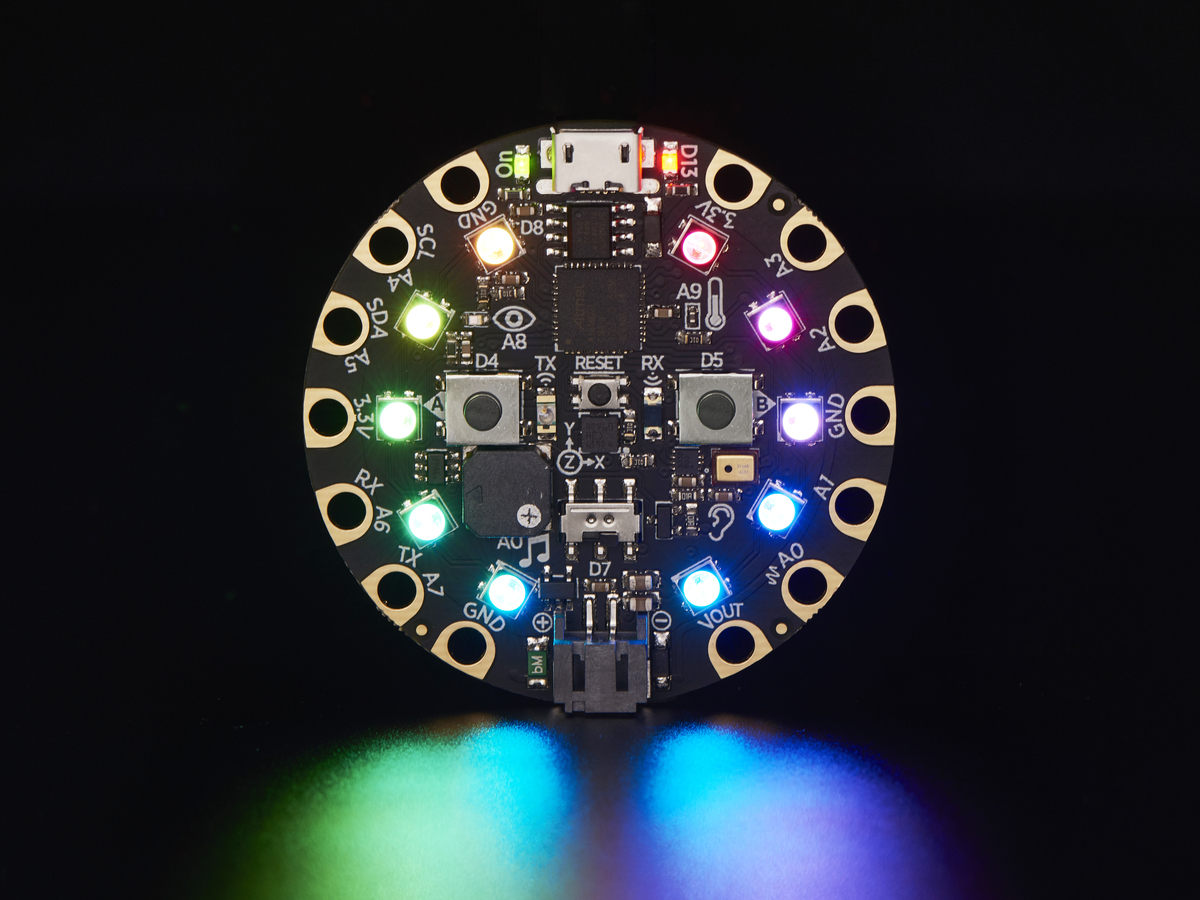 On
D13
GND
D8
3.3V
SCL
A4
A3
A9
SDA
A5
A8
A2
D4
TX
RESET
RX
D5
3.3V
A
B
GND
Y
Z
X
RX
A6
A1
A0
TX
A7
D7
A0
GND
VOUT
+
-